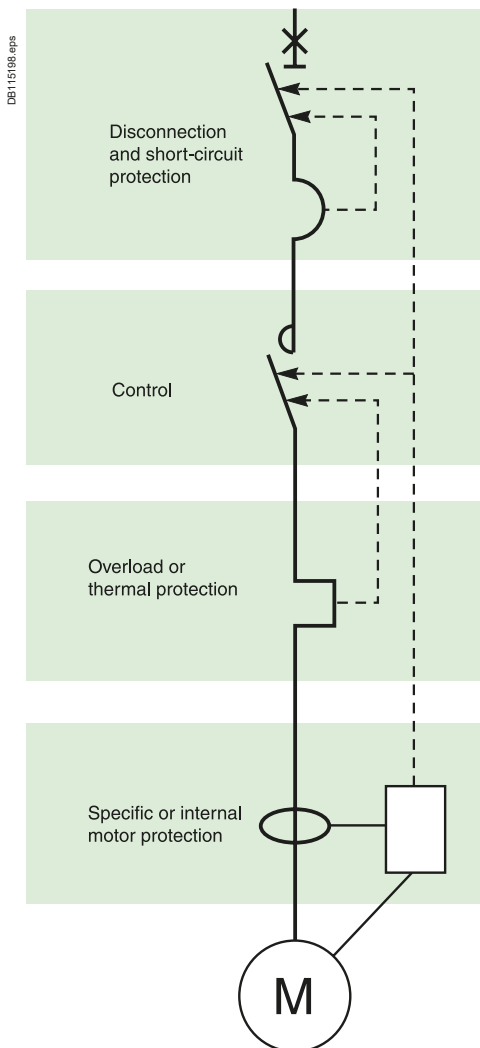 DB115198.eps
Disconnection
and short-circuit
protection
Control
Overload or
thermal protection
Specific or internal
motor protection
M